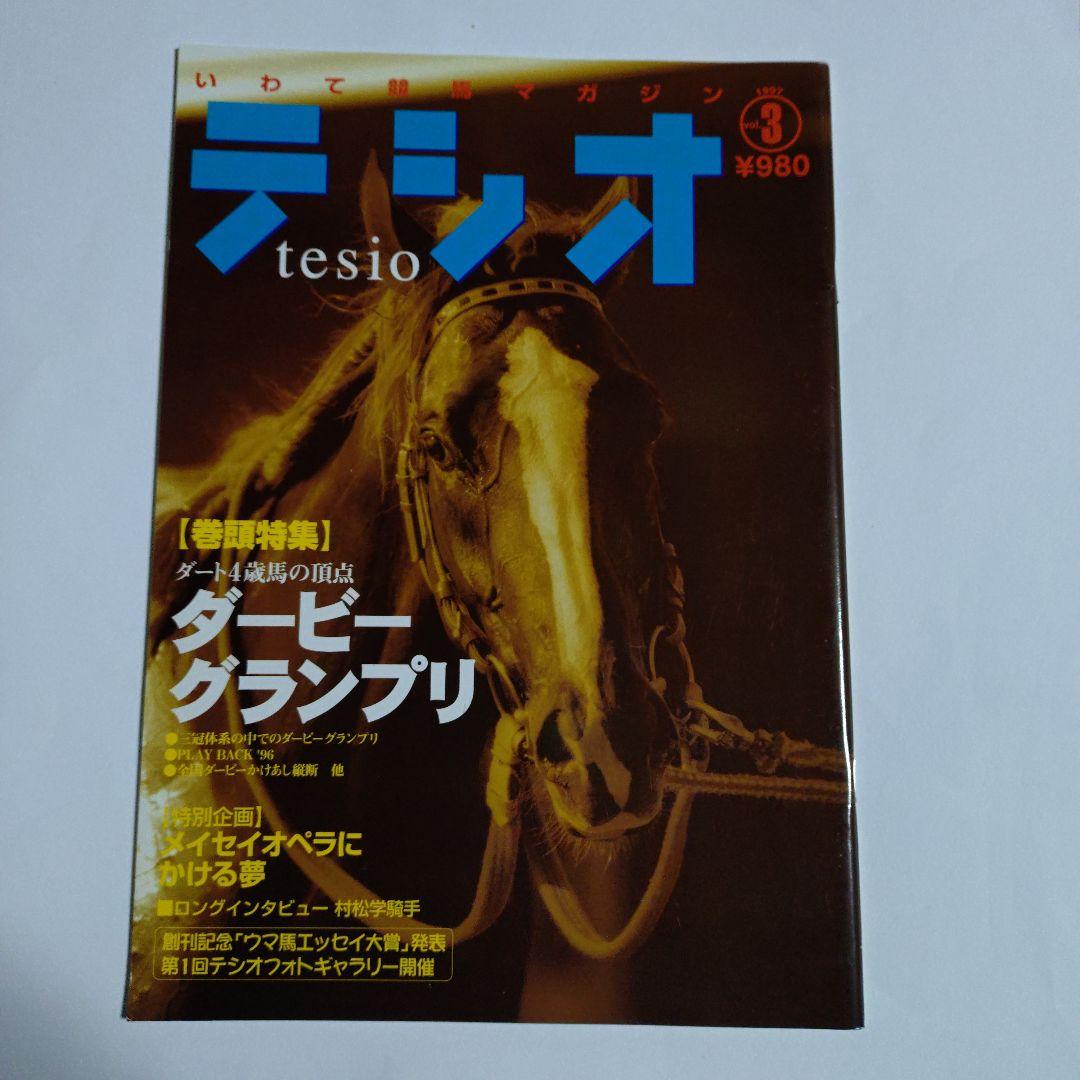 いわて競馬マガジン
テシオ
tesio
1997
vol.3
¥980
【巻頭特集】
ダート4歳馬の頂点
ダービー
グランプリ
●三冠体系の中でのダービーグランプリ
●PLAY BACK '96
●全国ダービーかけあし縦断 他
【特別企画】
メイセイオペラに
かける夢
■ロングインタビュー 村松学騎手
創刊記念「ウマ馬エッセイ大賞」発表
第1回テシオフォトギャラリー開催